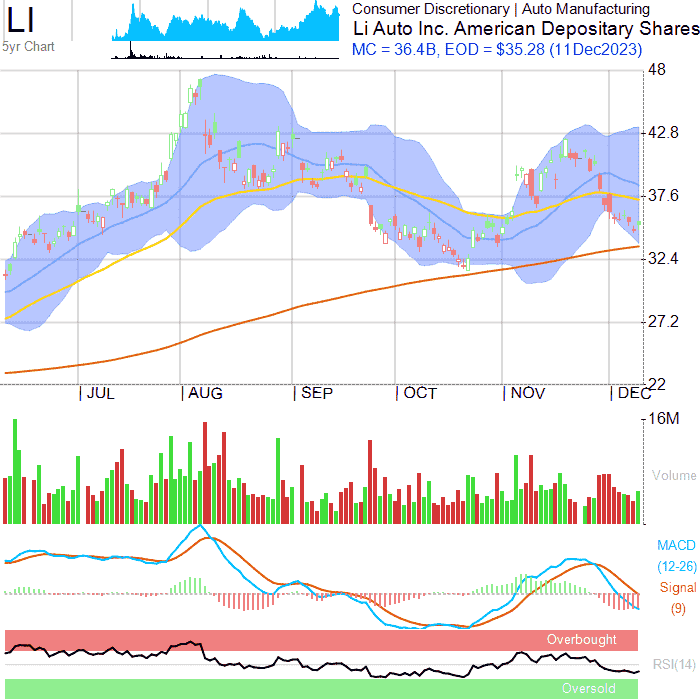 LI
5yr Chart
Consumer Discretionary | Auto Manufacturing
Li Auto Inc. American Depositary Shares
MC = 36.4B, EOD = $35.28 (11Dec2023)
48
42.8
37.6
32.4
27.2
22
| JUL | AUG | SEP | OCT | NOV | DEC
16M
Volume
MACD
(12-26)
Signal
(9)
Overbought
RSI(14)
Oversold